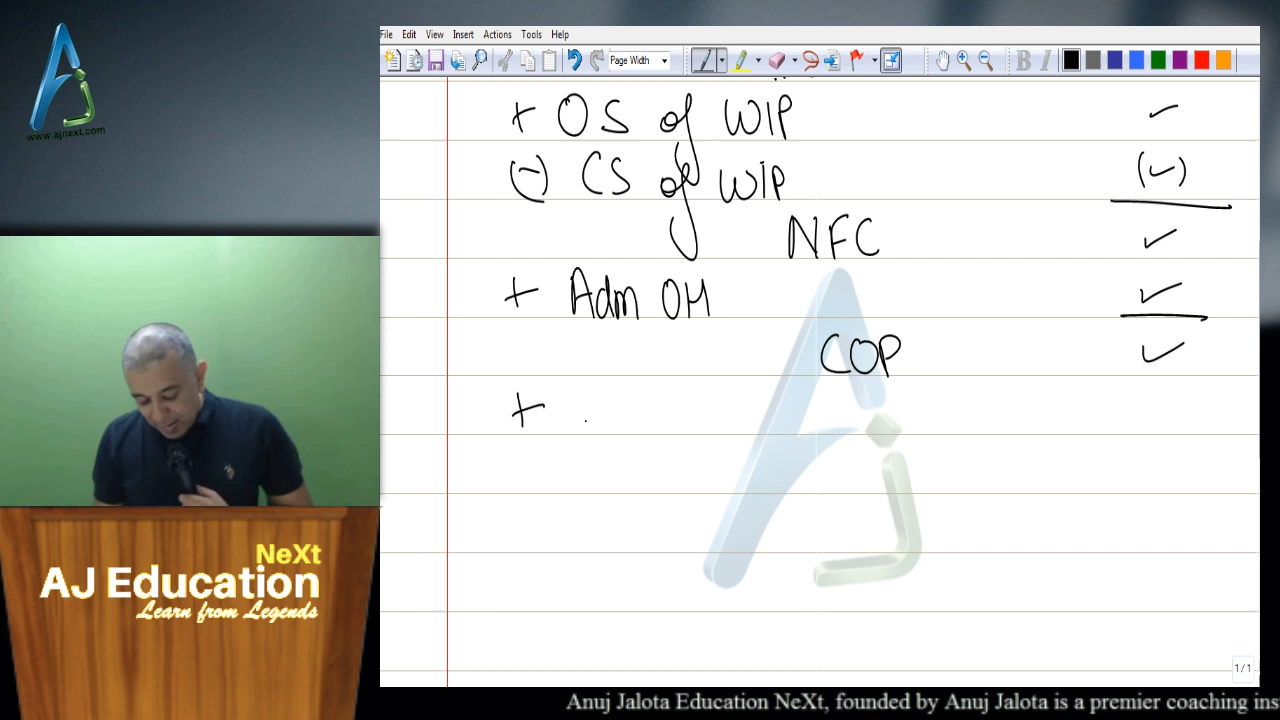 www.ajnext.com
File Edit View Insert Actions Tools Help
Page Width
B I
+ OS of WIP ✓
(-) CS of WIP (✓)
NFC ✓
+ Adm OH ✓
COP ✓
+
NeXt
AJ Education
Learn from Legends
1/1
Anuj Jalota Education NeXt, founded by Anuj Jalota is a premier coaching ins